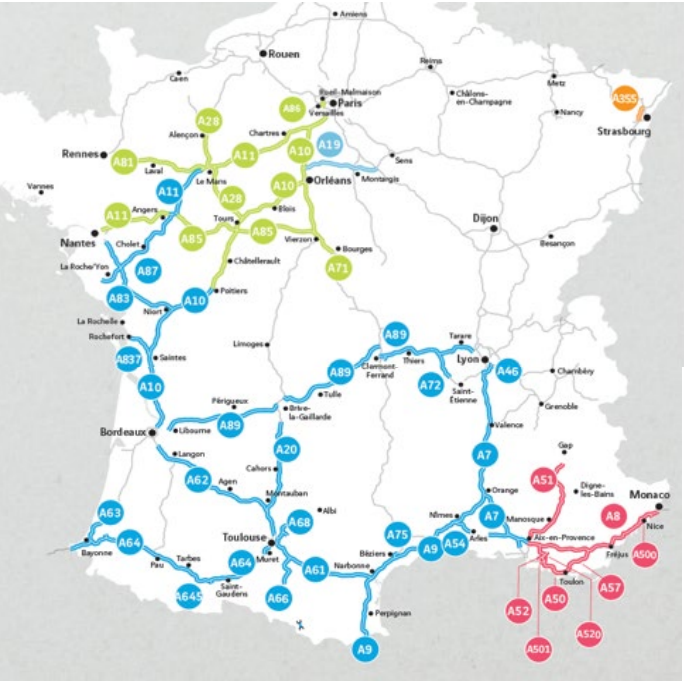 Amiens
Rouen
Reims
Caen
Metz
Rueil-Malmaison
Paris
Versailles
Châlons-
en-Champagne
Nancy
A355
Strasbourg
A86
A28
Alençon
Chartres
A11
A10
A19
Sens
Rennes
A81
Laval
Le Mans
Orléans
Montargis
Vannes
A11
A28
A10
Blois
A11
Angers
Tours
A85
A85
Vierzon
Bourges
A71
Dijon
Besançon
Nantes
Cholet
La Roche/Yon
A87
Châtellerault
A83
A10
Poitiers
Niort
La Rochelle
Rochefort
A837
Saintes
A10
Limoges
A89
Tarare
Lyon
A46
Clermont-
Ferrand
Thiers
A89
A72
Saint-
Étienne
Chambéry
Grenoble
Tulle
Périgueux
A89
Brive-
la-Gaillarde
Bordeaux
Libourne
Langon
Valence
A20
A7
A62
Agen
Cahors
Montauban
Gap
A51
Digne-
les-Bains
Orange
Monaco
A63
A68
Albi
Nîmes
A7
Manosque
A8
Nice
Bayonne
A64
Toulouse
A75
A9
A54
Arles
Aix-en-Provence
Fréjus
A500
Pau
Tarbes
A64
Muret
Béziers
Narbonne
A61
Toulon
A645
Saint-
Gaudens
A66
A52
A50
A57
Perpignan
A9
A501
A520